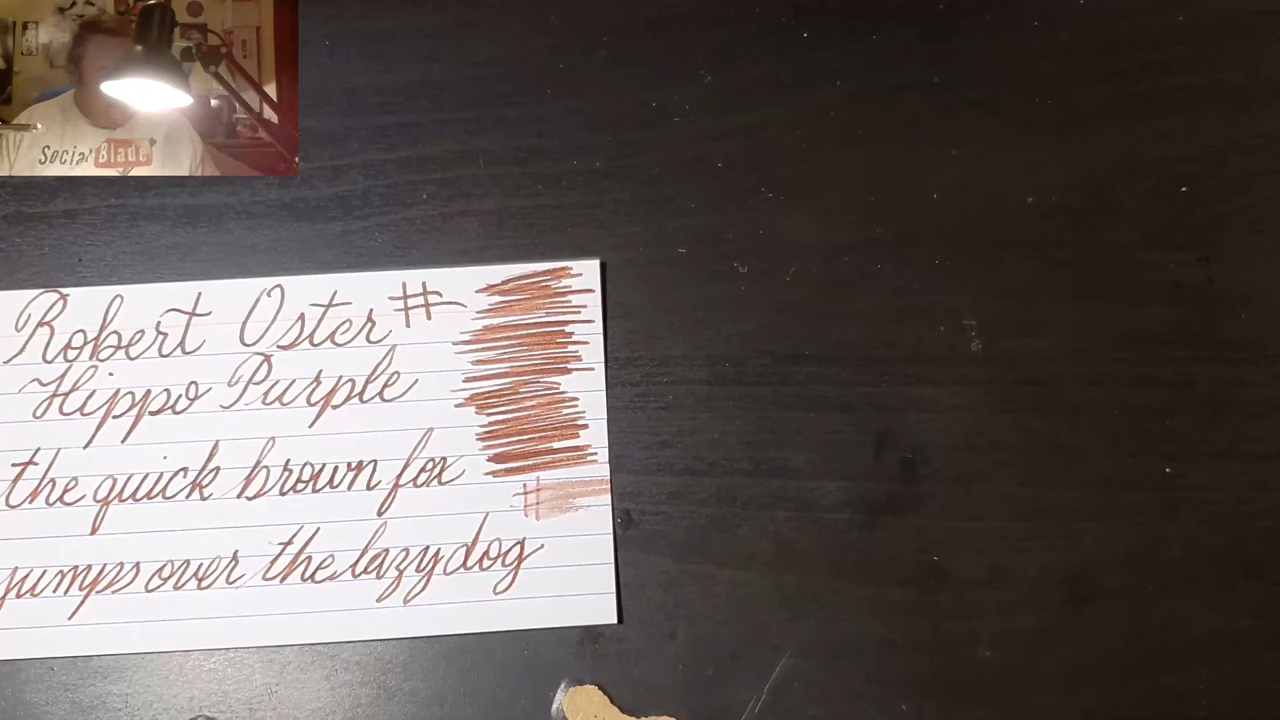 Social Blade
Robert Oster #
Hippo Purple
the quick brown fox
#
jumps over the lazy dog